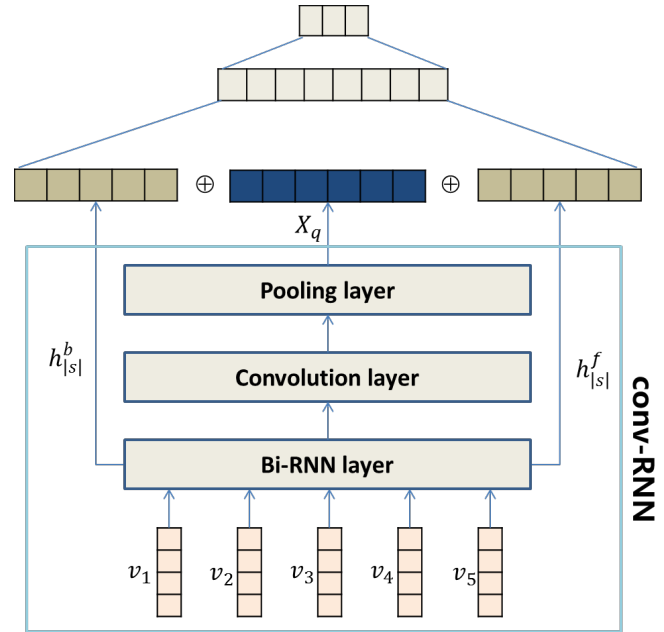 ⊕ ⊕
X_q
Pooling layer
h^b_{|s|}
Convolution layer
h^f_{|s|}
Bi-RNN layer
conv-RNN
v_1 v_2 v_3 v_4 v_5